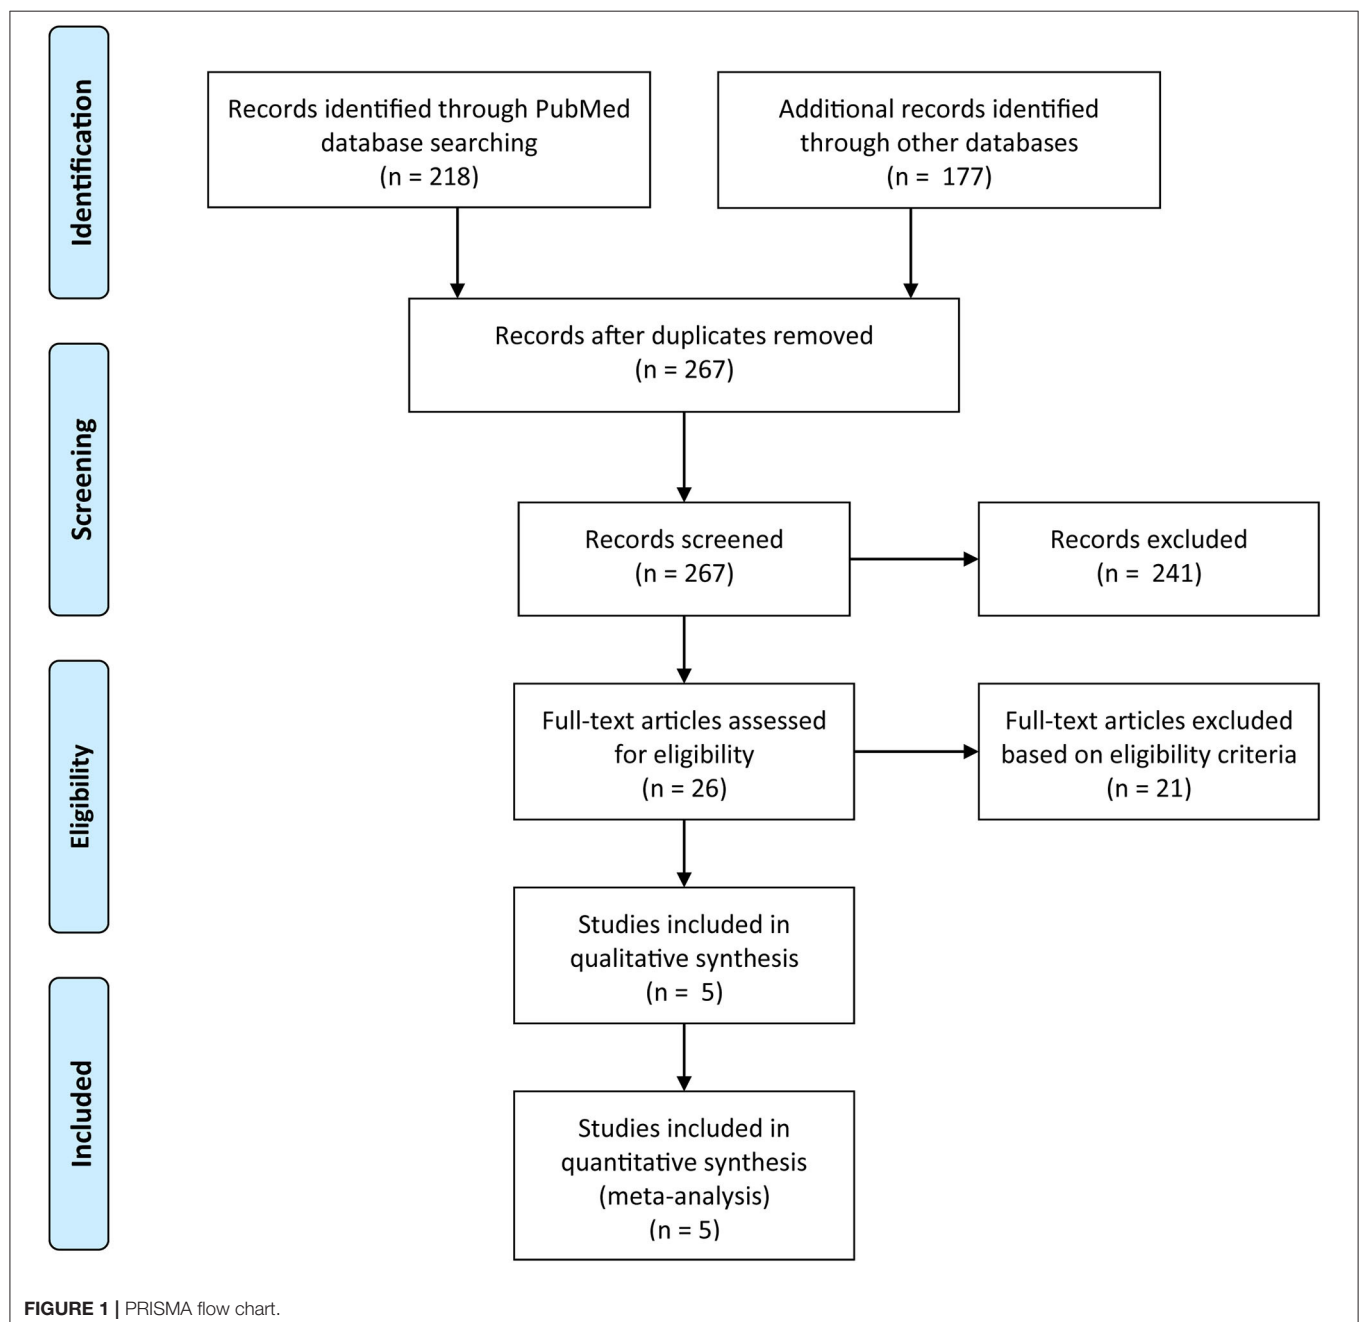 Identification
Records identified through PubMed
database searching
(n = 218)
Additional records identified
through other databases
(n = 177)
Records after duplicates removed
(n = 267)
Screening
Records screened
(n = 267)
Records excluded
(n = 241)
Eligibility
Full-text articles assessed
for eligibility
(n = 26)
Full-text articles excluded
based on eligibility criteria
(n = 21)
Studies included in
qualitative synthesis
(n = 5)
Included
Studies included in
quantitative synthesis
(meta-analysis)
(n = 5)
FIGURE 1 | PRISMA flow chart.